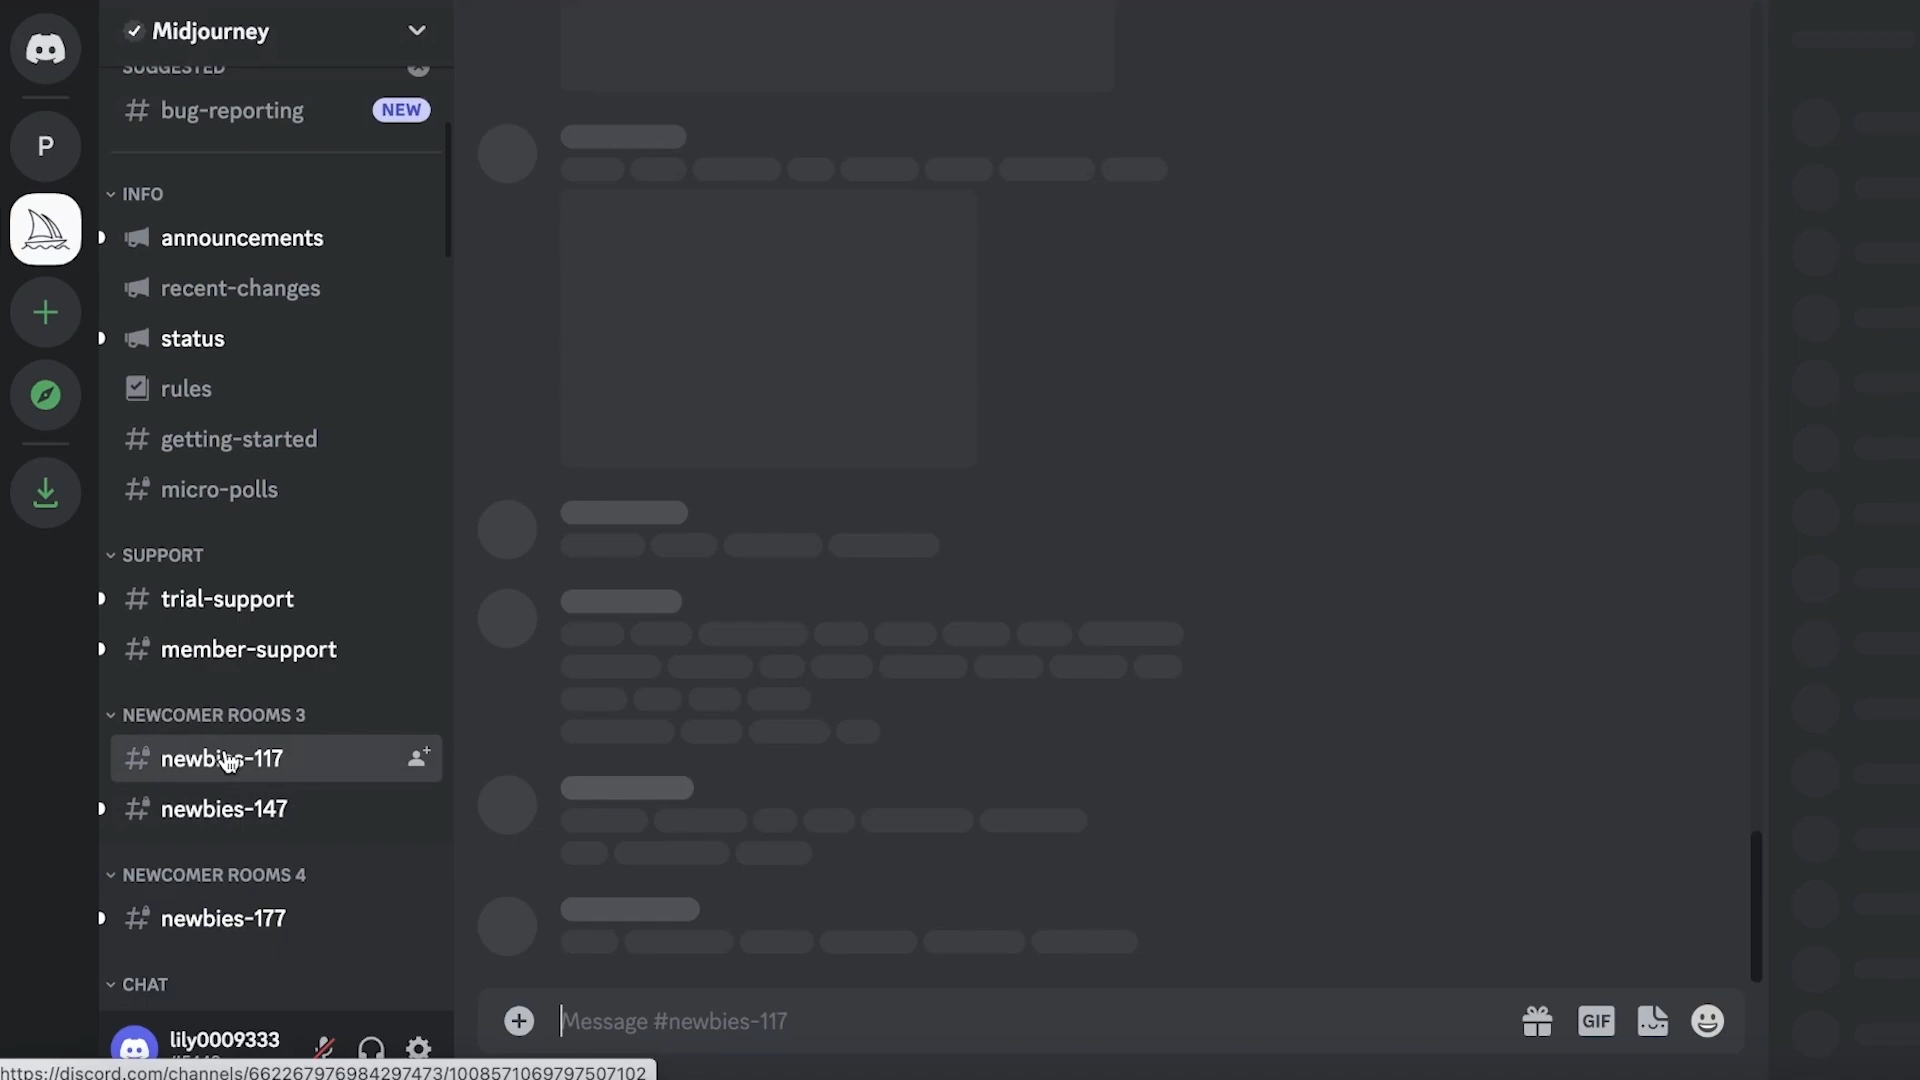 Midjourney
SUGGESTED
bug-reporting NEW
P
INFO
announcements
recent-changes
status
rules
getting-started
micro-polls
SUPPORT
trial-support
member-support
NEWCOMER ROOMS 3
newbies-117
newbies-147
NEWCOMER ROOMS 4
newbies-177
CHAT
Message #newbies-117
GIF
lily0009333
https://discord.com/channels/662267976984297473/1008571069797507102